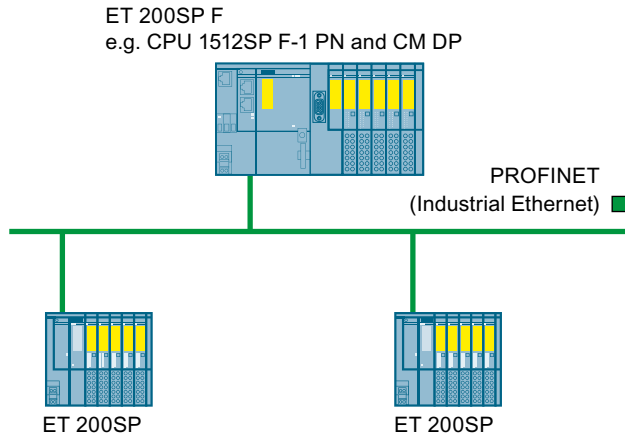 ET 200SP F
e.g. CPU 1512SP F-1 PN and CM DP
PROFINET
(Industrial Ethernet)
ET 200SP
ET 200SP